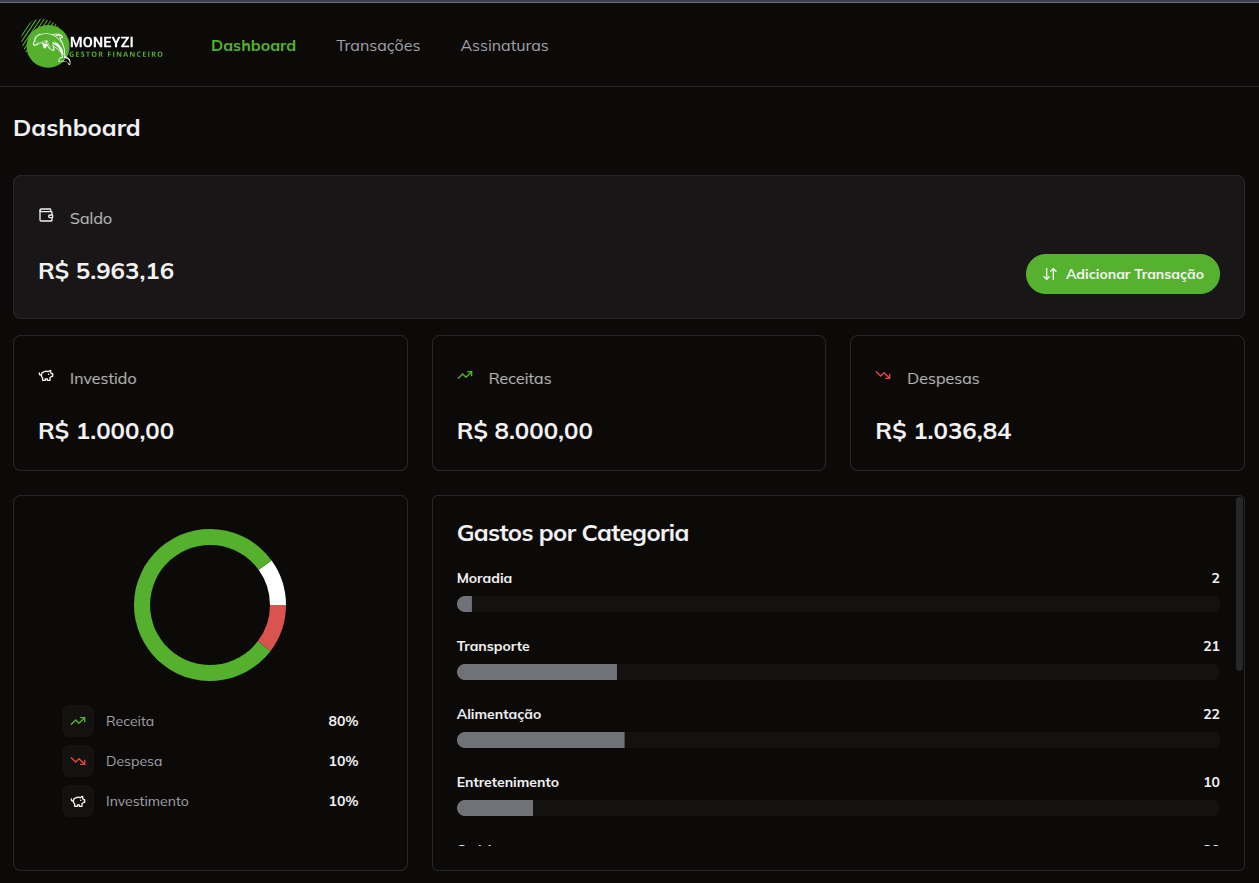 MONEYZI
GESTOR FINANCEIRO
Dashboard
Transações
Assinaturas
Dashboard
Saldo
R$ 5.963,16
Adicionar Transação
Investido
R$ 1.000,00
Receitas
R$ 8.000,00
Despesas
R$ 1.036,84
Receita 80%
Despesa 10%
Investimento 10%
Gastos por Categoria
Moradia 2
Transporte 21
Alimentação 22
Entretenimento 10